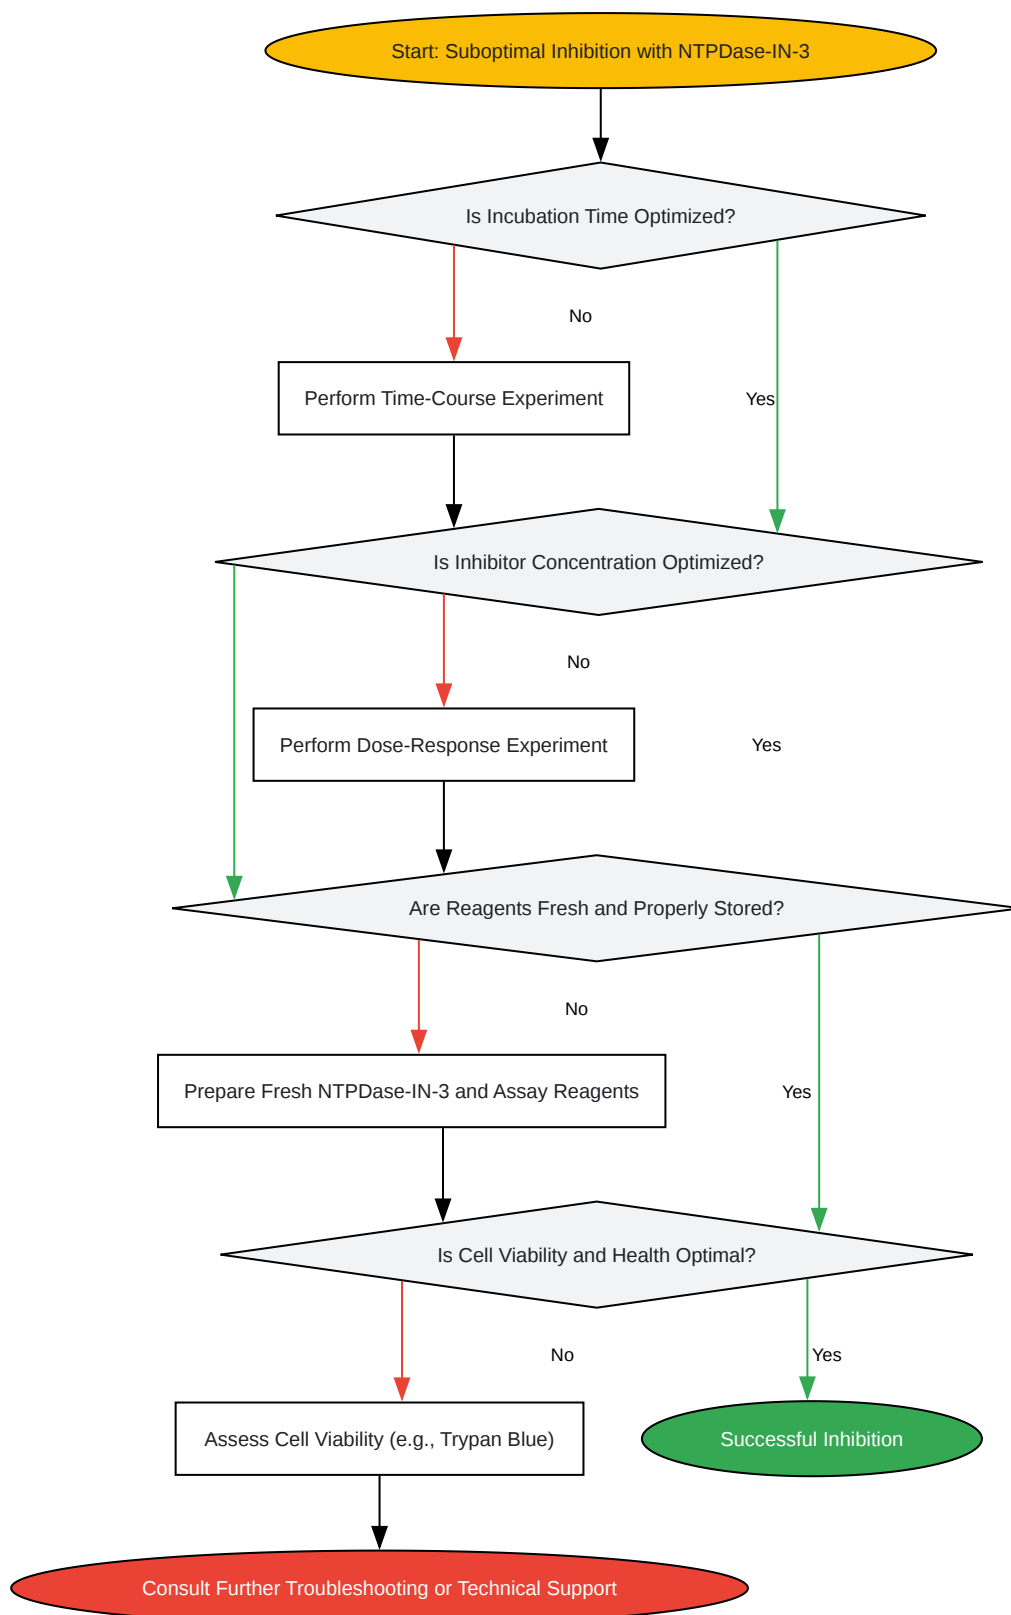 Start: Suboptimal Inhibition with NTPDase-IN-3
Is Incubation Time Optimized?
No
Perform Time-Course Experiment
Yes
Is Inhibitor Concentration Optimized?
No
Perform Dose-Response Experiment
Yes
Are Reagents Fresh and Properly Stored?
No
Prepare Fresh NTPDase-IN-3 and Assay Reagents
Yes
Is Cell Viability and Health Optimal?
No
Yes
Assess Cell Viability (e.g., Trypan Blue)
Successful Inhibition
Consult Further Troubleshooting or Technical Support